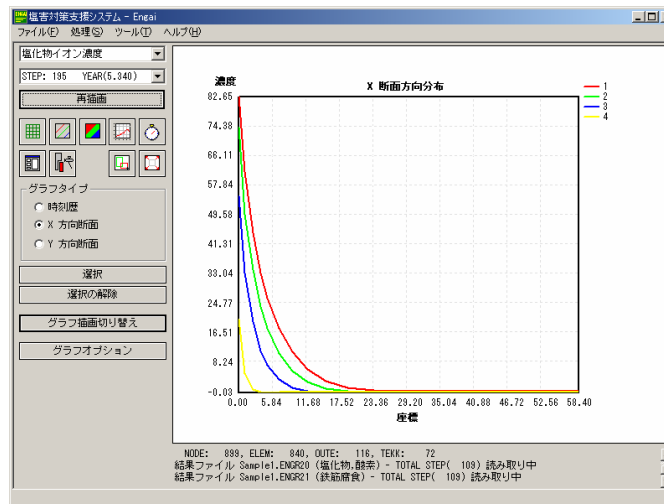 塩害対策支援システム - Engai
ファイル(F) 処理(S) ツール(T) ヘルプ(H)
塩化物イオン濃度
STEP: 195 YEAR(5.340)
再描画
グラフタイプ
時刻歴
X 方向断面
Y 方向断面
選択
選択の解除
グラフ描画切り替え
グラフオプション
濃度
X 断面方向分布
82.65
74.38
66.11
57.84
49.58
41.31
33.04
24.77
16.51
8.24
-0.03
0.00 5.84 11.68 17.52 23.36 29.20 35.04 40.88 46.72 52.56 58.40
座標
1
2
3
4
NODE: 899, ELEM: 840, OUTE: 116, TEKK: 72
結果ファイル Sample1.ENGR20 (塩化物,酸素) - TOTAL STEP( 109) 読み取り中
結果ファイル Sample1.ENGR21 (鉄筋腐食) - TOTAL STEP( 109) 読み取り中